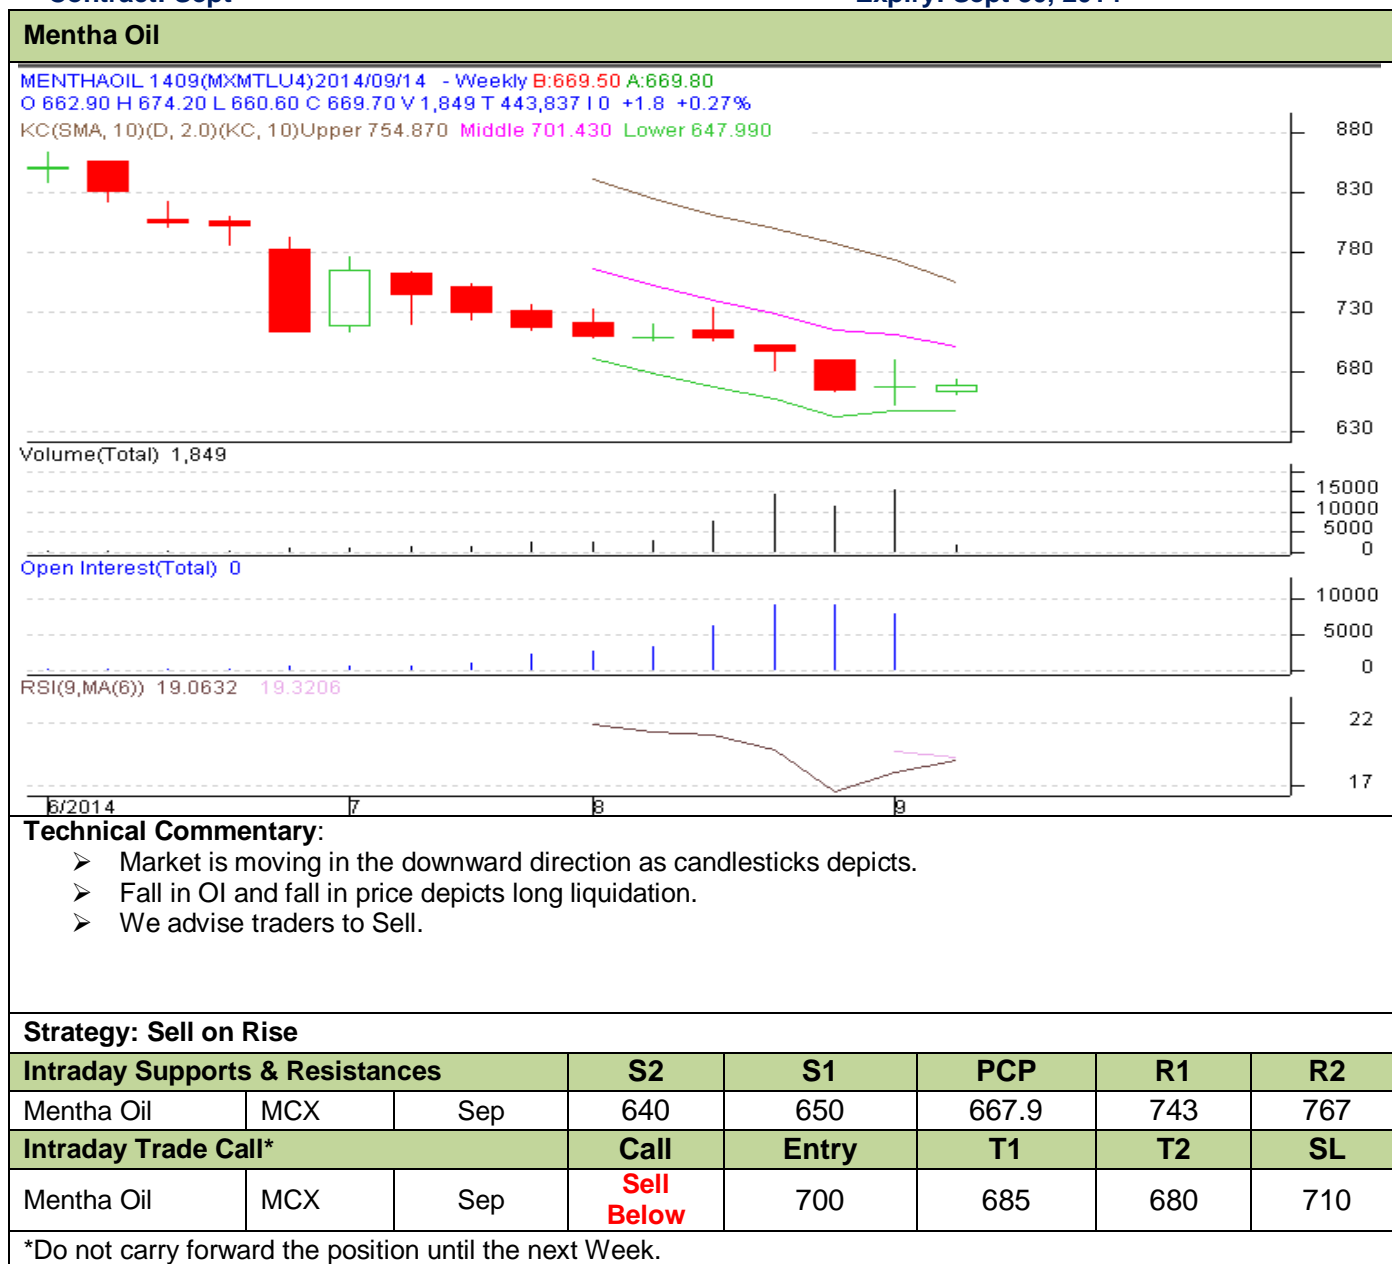 Contract: Sept Expiry: Sept 30, 2014
Mentha Oil
MENTHAOIL 1409(MXMTLU4)2014/09/14 - Weekly B:669.50 A:669.80
O 662.90 H 674.20 L 660.60 C 669.70 V 1,849 T 443,837 I 0 +1.8 +0.27%
KC(SMA, 10)(D, 2.0)(KC, 10)Upper 754.870 Middle 701.430 Lower 647.990
880
830
780
730
680
630
Volume(Total) 1,849
15000
10000
5000
0
Open Interest(Total) 0
10000
5000
0
RSI(9,MA(6)) 19.0632 19.3206
22
17
6/2014 7 8 9
Technical Commentary:
➢ Market is moving in the downward direction as candlesticks depicts.
➢ Fall in OI and fall in price depicts long liquidation.
➢ We advise traders to Sell.
Strategy: Sell on Rise
Intraday Supports & Resistances S2 S1 PCP R1 R2
Mentha Oil MCX Sep 640 650 667.9 743 767
Intraday Trade Call* Call Entry T1 T2 SL
Mentha Oil MCX Sep Sell Below 700 685 680 710
*Do not carry forward the position until the next Week.